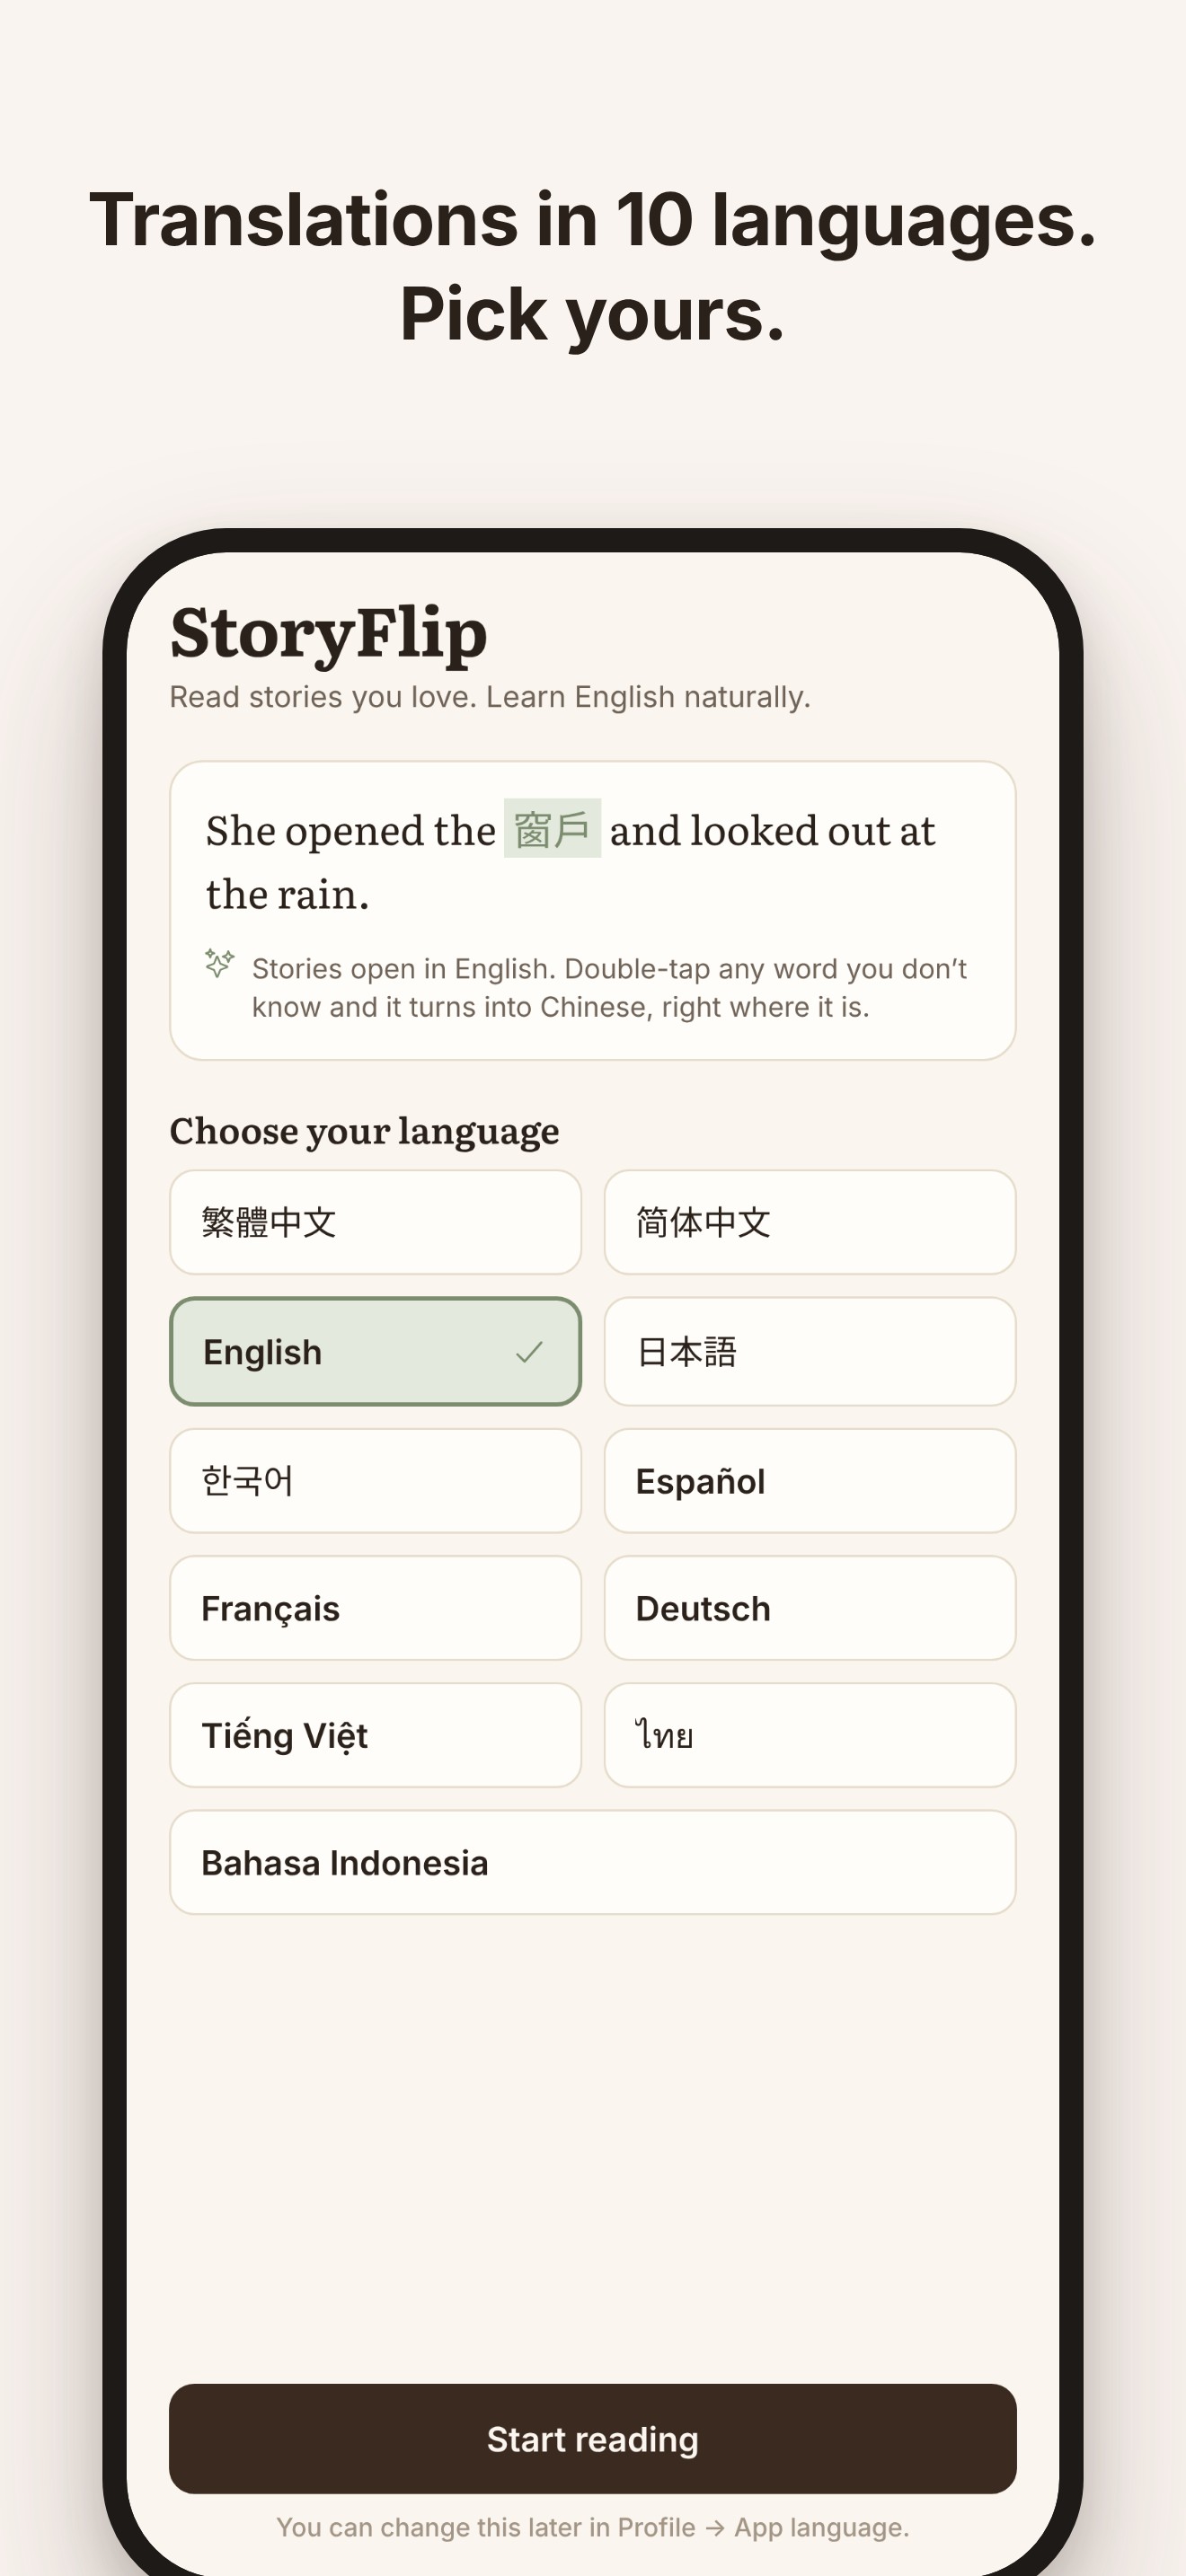 Translations in 10 languages.
Pick yours.
StoryFlip
Read stories you love. Learn English naturally.
She opened the 窗戶 and looked out at
the rain.
Stories open in English. Double-tap any word you don’t
know and it turns into Chinese, right where it is.
Choose your language
繁體中文
简体中文
English
日本語
한국어
Español
Français
Deutsch
Tiếng Việt
ไทย
Bahasa Indonesia
Start reading
You can change this later in Profile → App language.